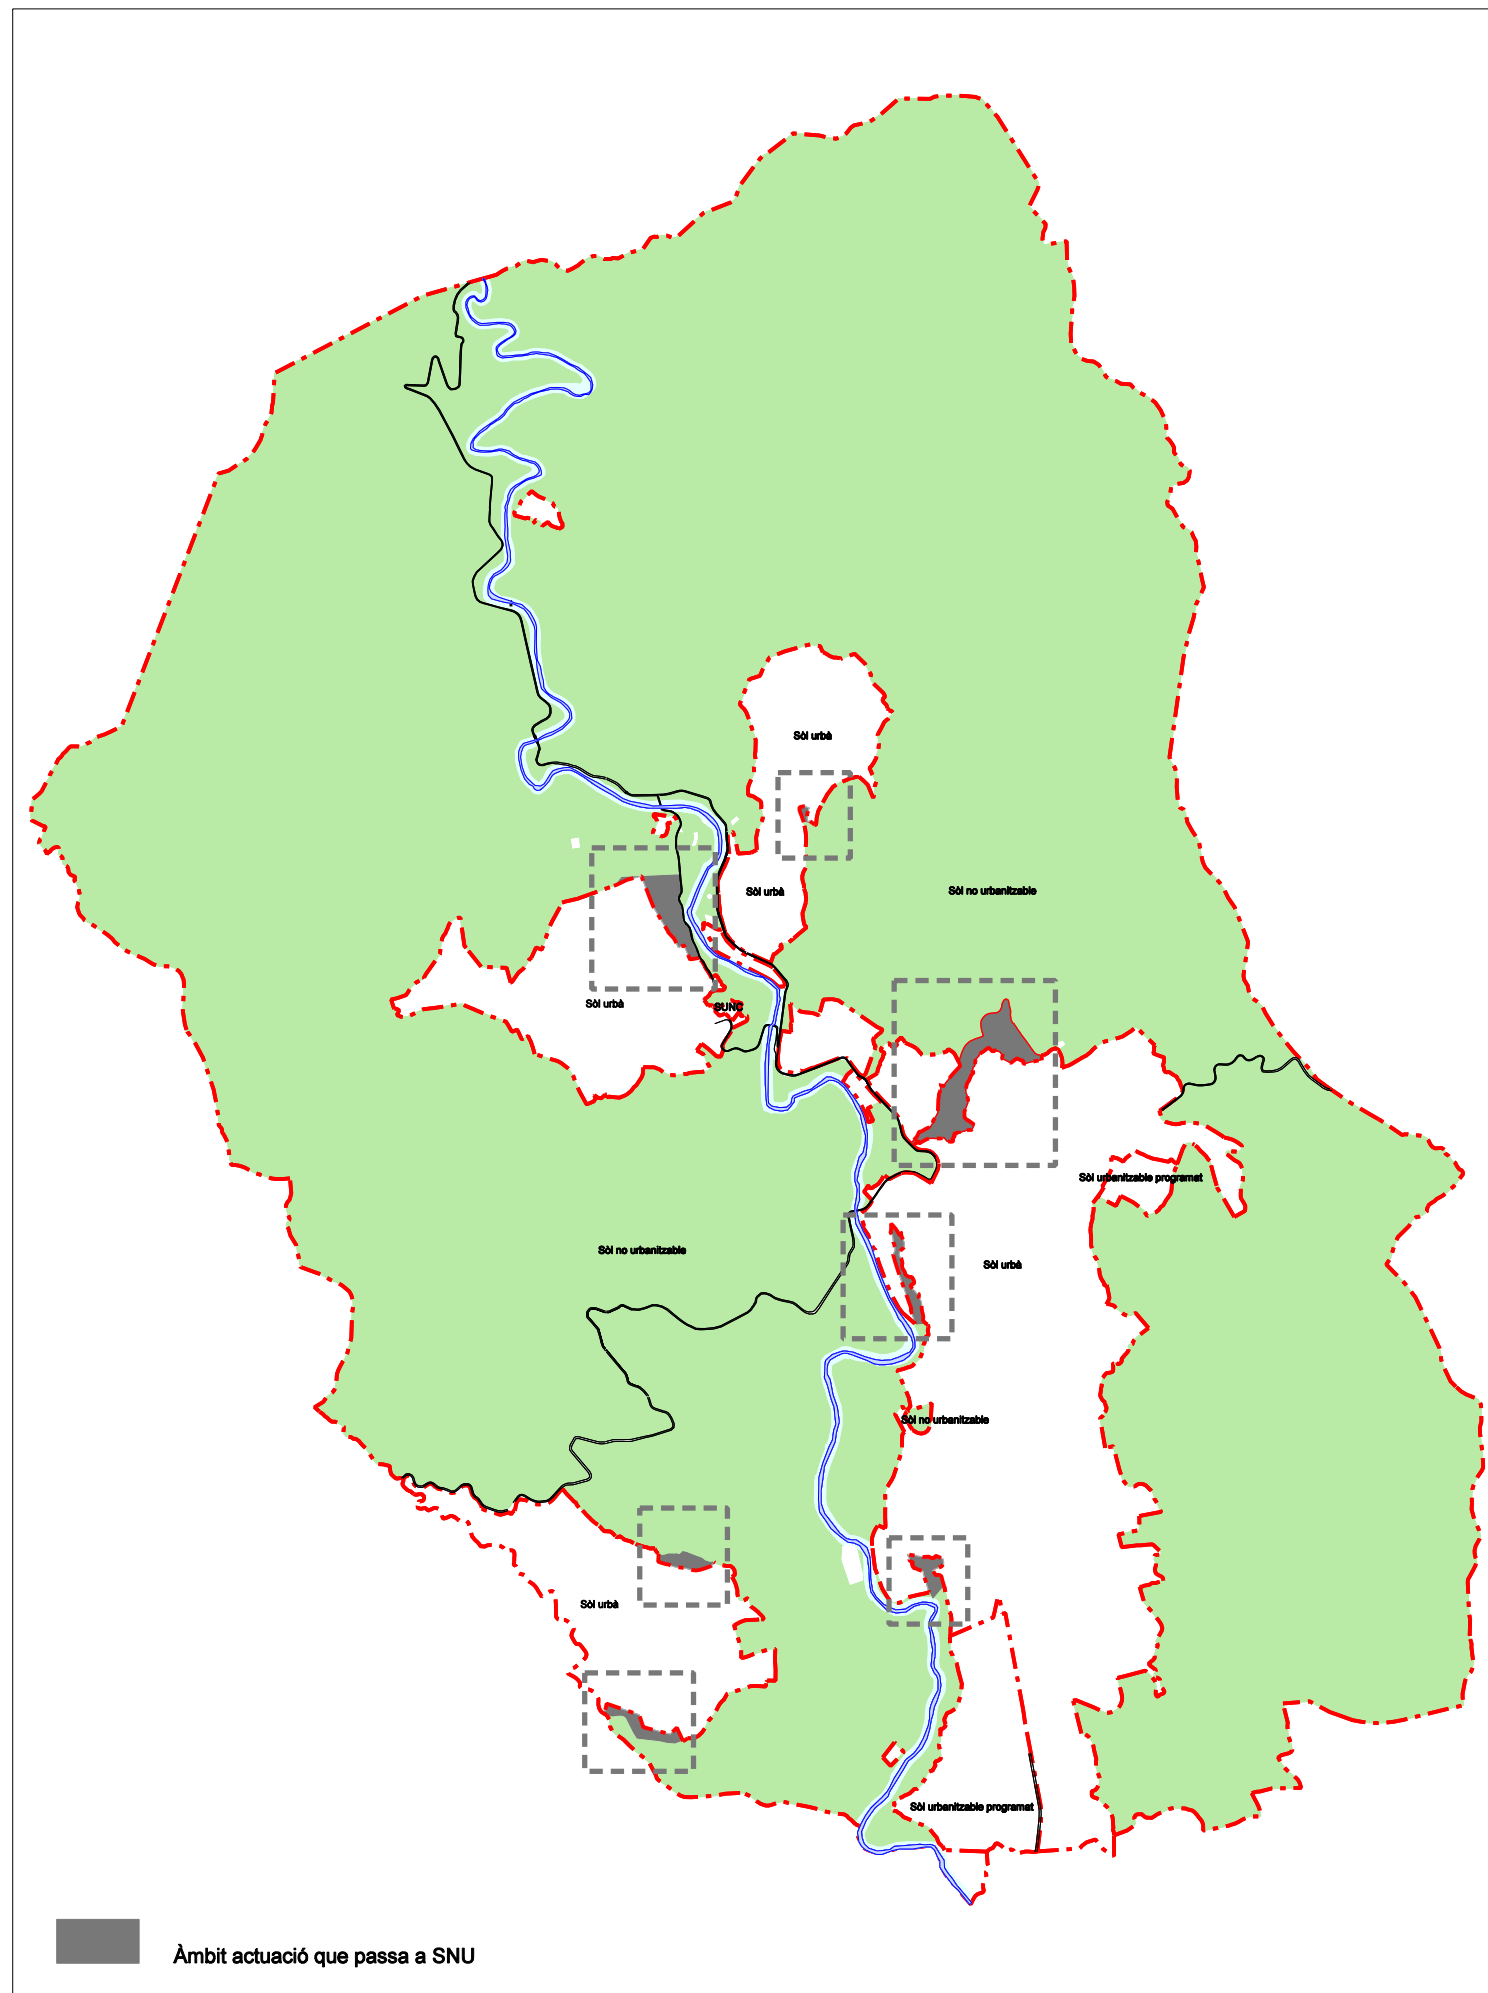 Sòl urbà
Sòl urbà
Sòl no urbanitzable
Sòl urbà
SUNC
Sòl urbanitzable programat
Sòl no urbanitzable
Sòl urbà
Sòl no urbanitzable
Sòl urbà
Sòl urbanitzable programat
Àmbit actuació que passa a SNU